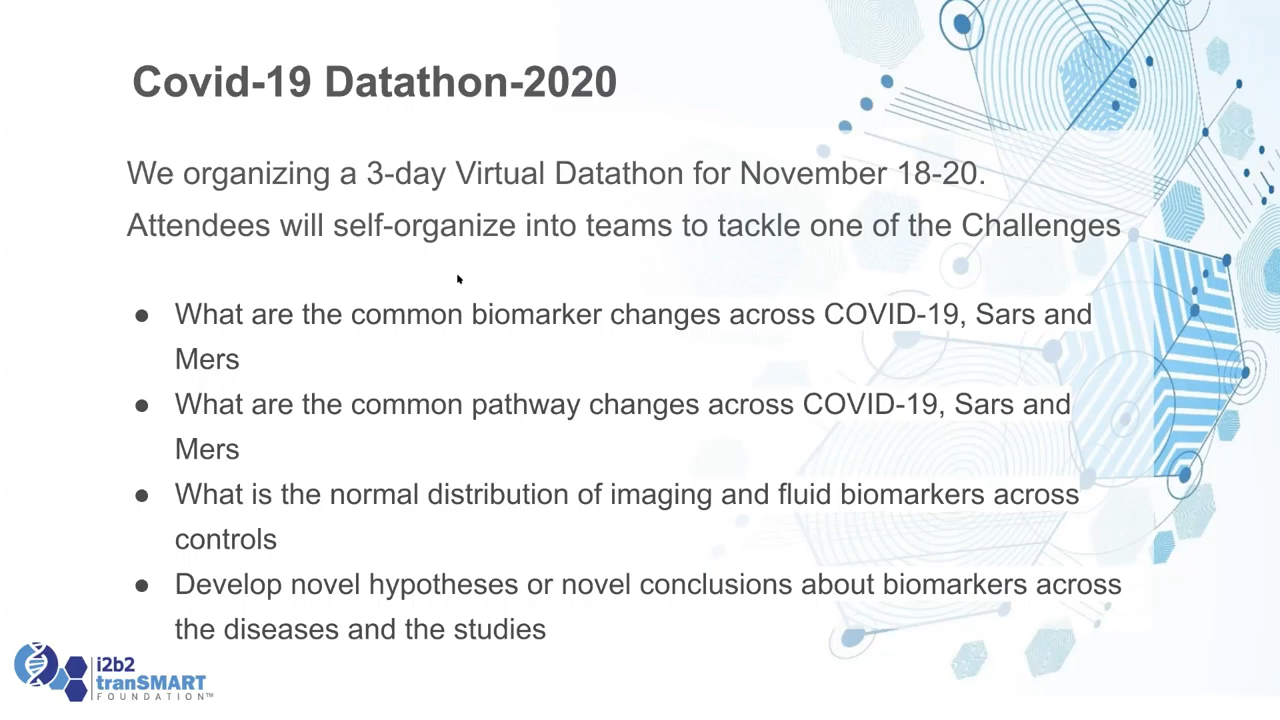 Covid-19 Datathon-2020
We organizing a 3-day Virtual Datathon for November 18-20.
Attendees will self-organize into teams to tackle one of the Challenges
● What are the common biomarker changes across COVID-19, Sars and
Mers
● What are the common pathway changes across COVID-19, Sars and
Mers
● What is the normal distribution of imaging and fluid biomarkers across
controls
● Develop novel hypotheses or novel conclusions about biomarkers across
the diseases and the studies
i2b2
tranSMART
FOUNDATION™